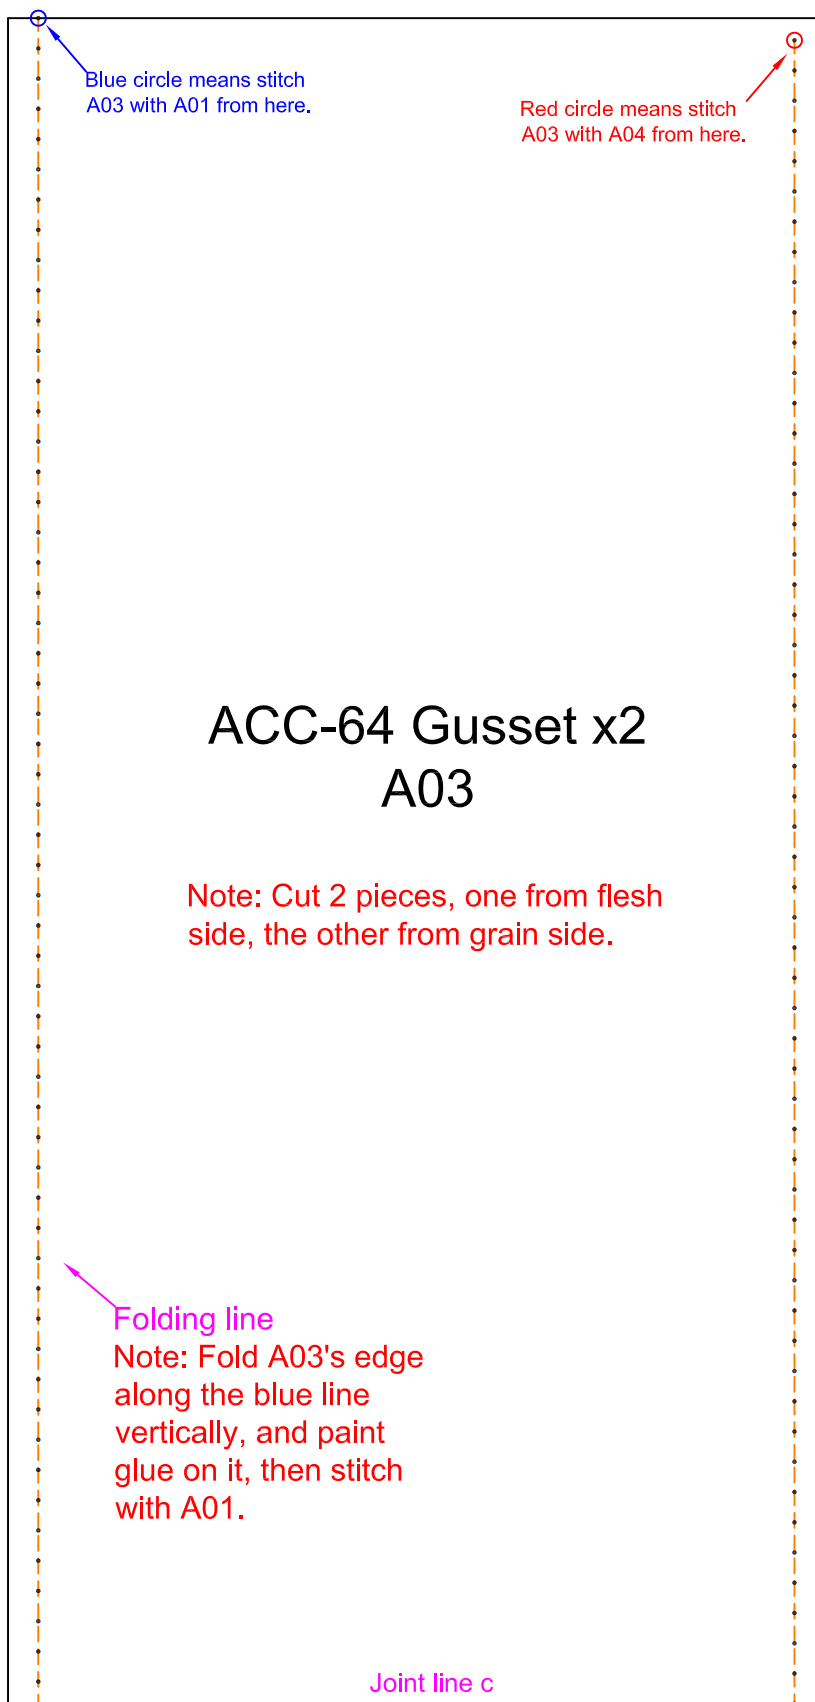 Blue circle means stitch
A03 with A01 from here.
Red circle means stitch
A03 with A04 from here.
ACC-64 Gusset x2
A03
Note: Cut 2 pieces, one from flesh
side, the other from grain side.
Folding line
Note: Fold A03's edge
along the blue line
vertically, and paint
glue on it, then stitch
with A01.
Joint line c